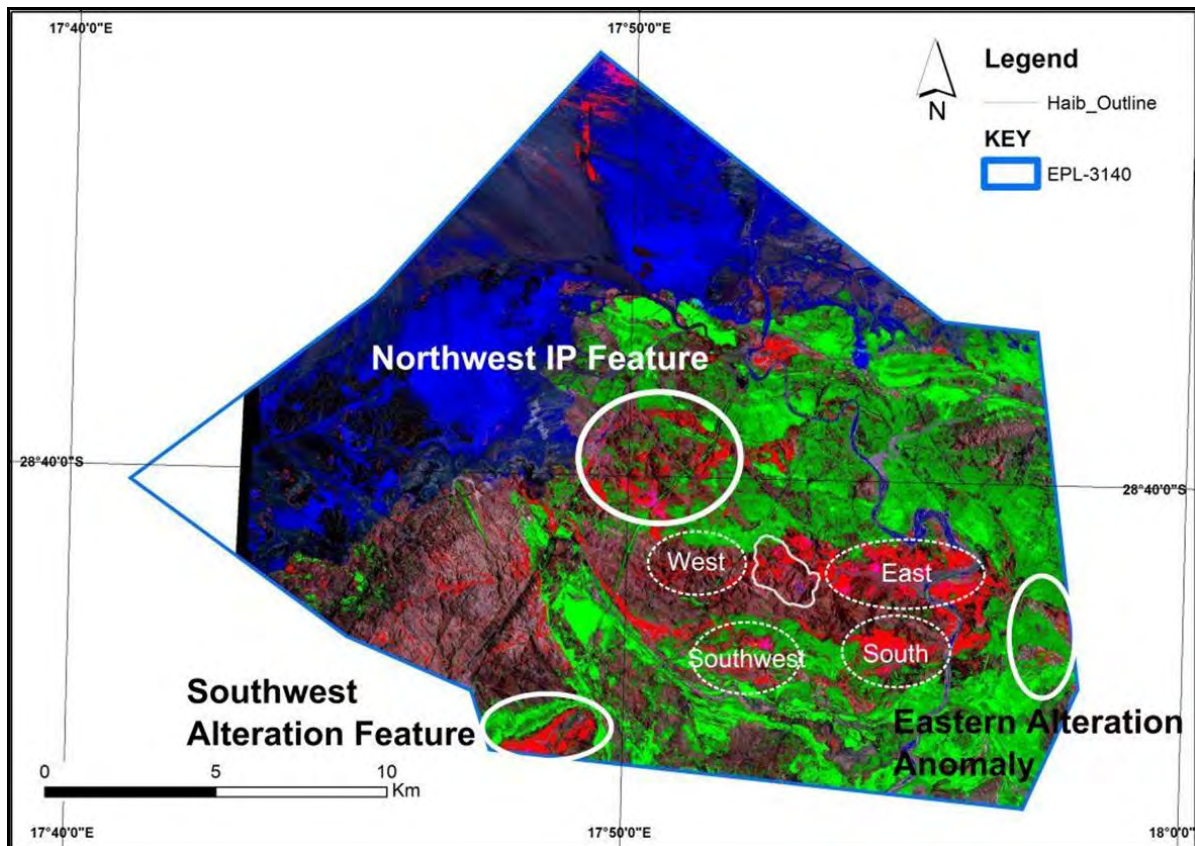 17°40'0"E
17°50'0"E
N
Legend
Haib_Outline
KEY
EPL-3140
Northwest IP Feature
28°40'0"S
28°40'0"S
West
East
Southwest
South
Southwest
Alteration Feature
Eastern Alteration
Anomaly
0
5
10
Km
17°40'0"E
17°50'0"E
18°0'0"E